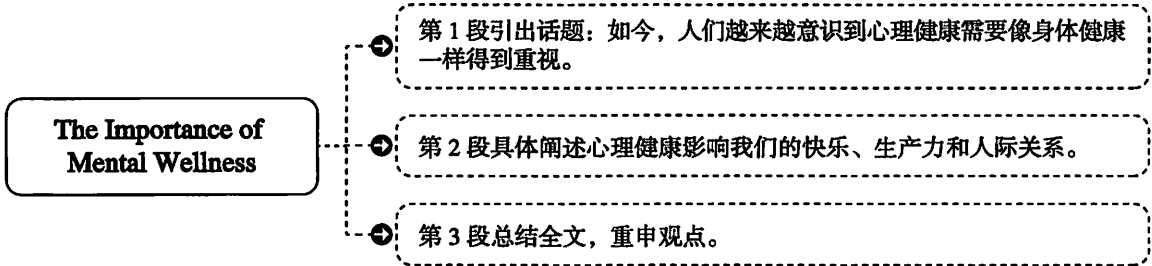 The Importance of
Mental Wellness
第1段引出话题：如今，人们越来越意识到心理健康需要像身体健康
一样得到重视。
第2段具体阐述心理健康影响我们的快乐、生产力和人际关系。
第3段总结全文，重申观点。